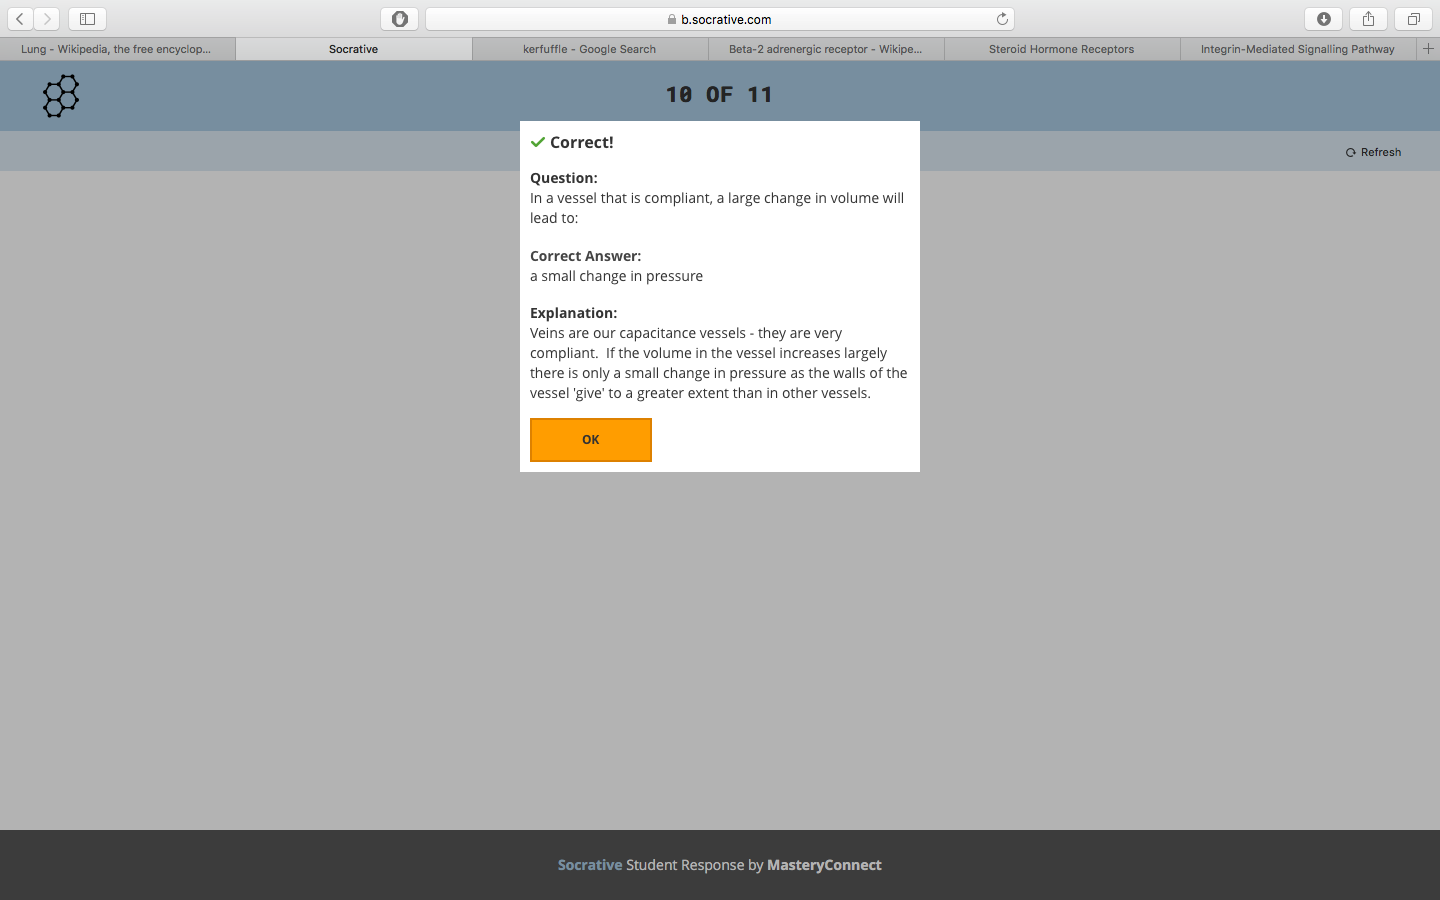 b.socrative.com
Lung - Wikipedia, the free encyclop...
Socrative
kerfuffle - Google Search
Beta-2 adrenergic receptor - Wikipe...
Steroid Hormone Receptors
Integrin-Mediated Signalling Pathway
10 OF 11
Refresh
Correct!
Question:
In a vessel that is compliant, a large change in volume will
lead to:
Correct Answer:
a small change in pressure
Explanation:
Veins are our capacitance vessels - they are very
compliant.  If the volume in the vessel increases largely
there is only a small change in pressure as the walls of the
vessel 'give' to a greater extent than in other vessels.
OK
Socrative Student Response by MasteryConnect